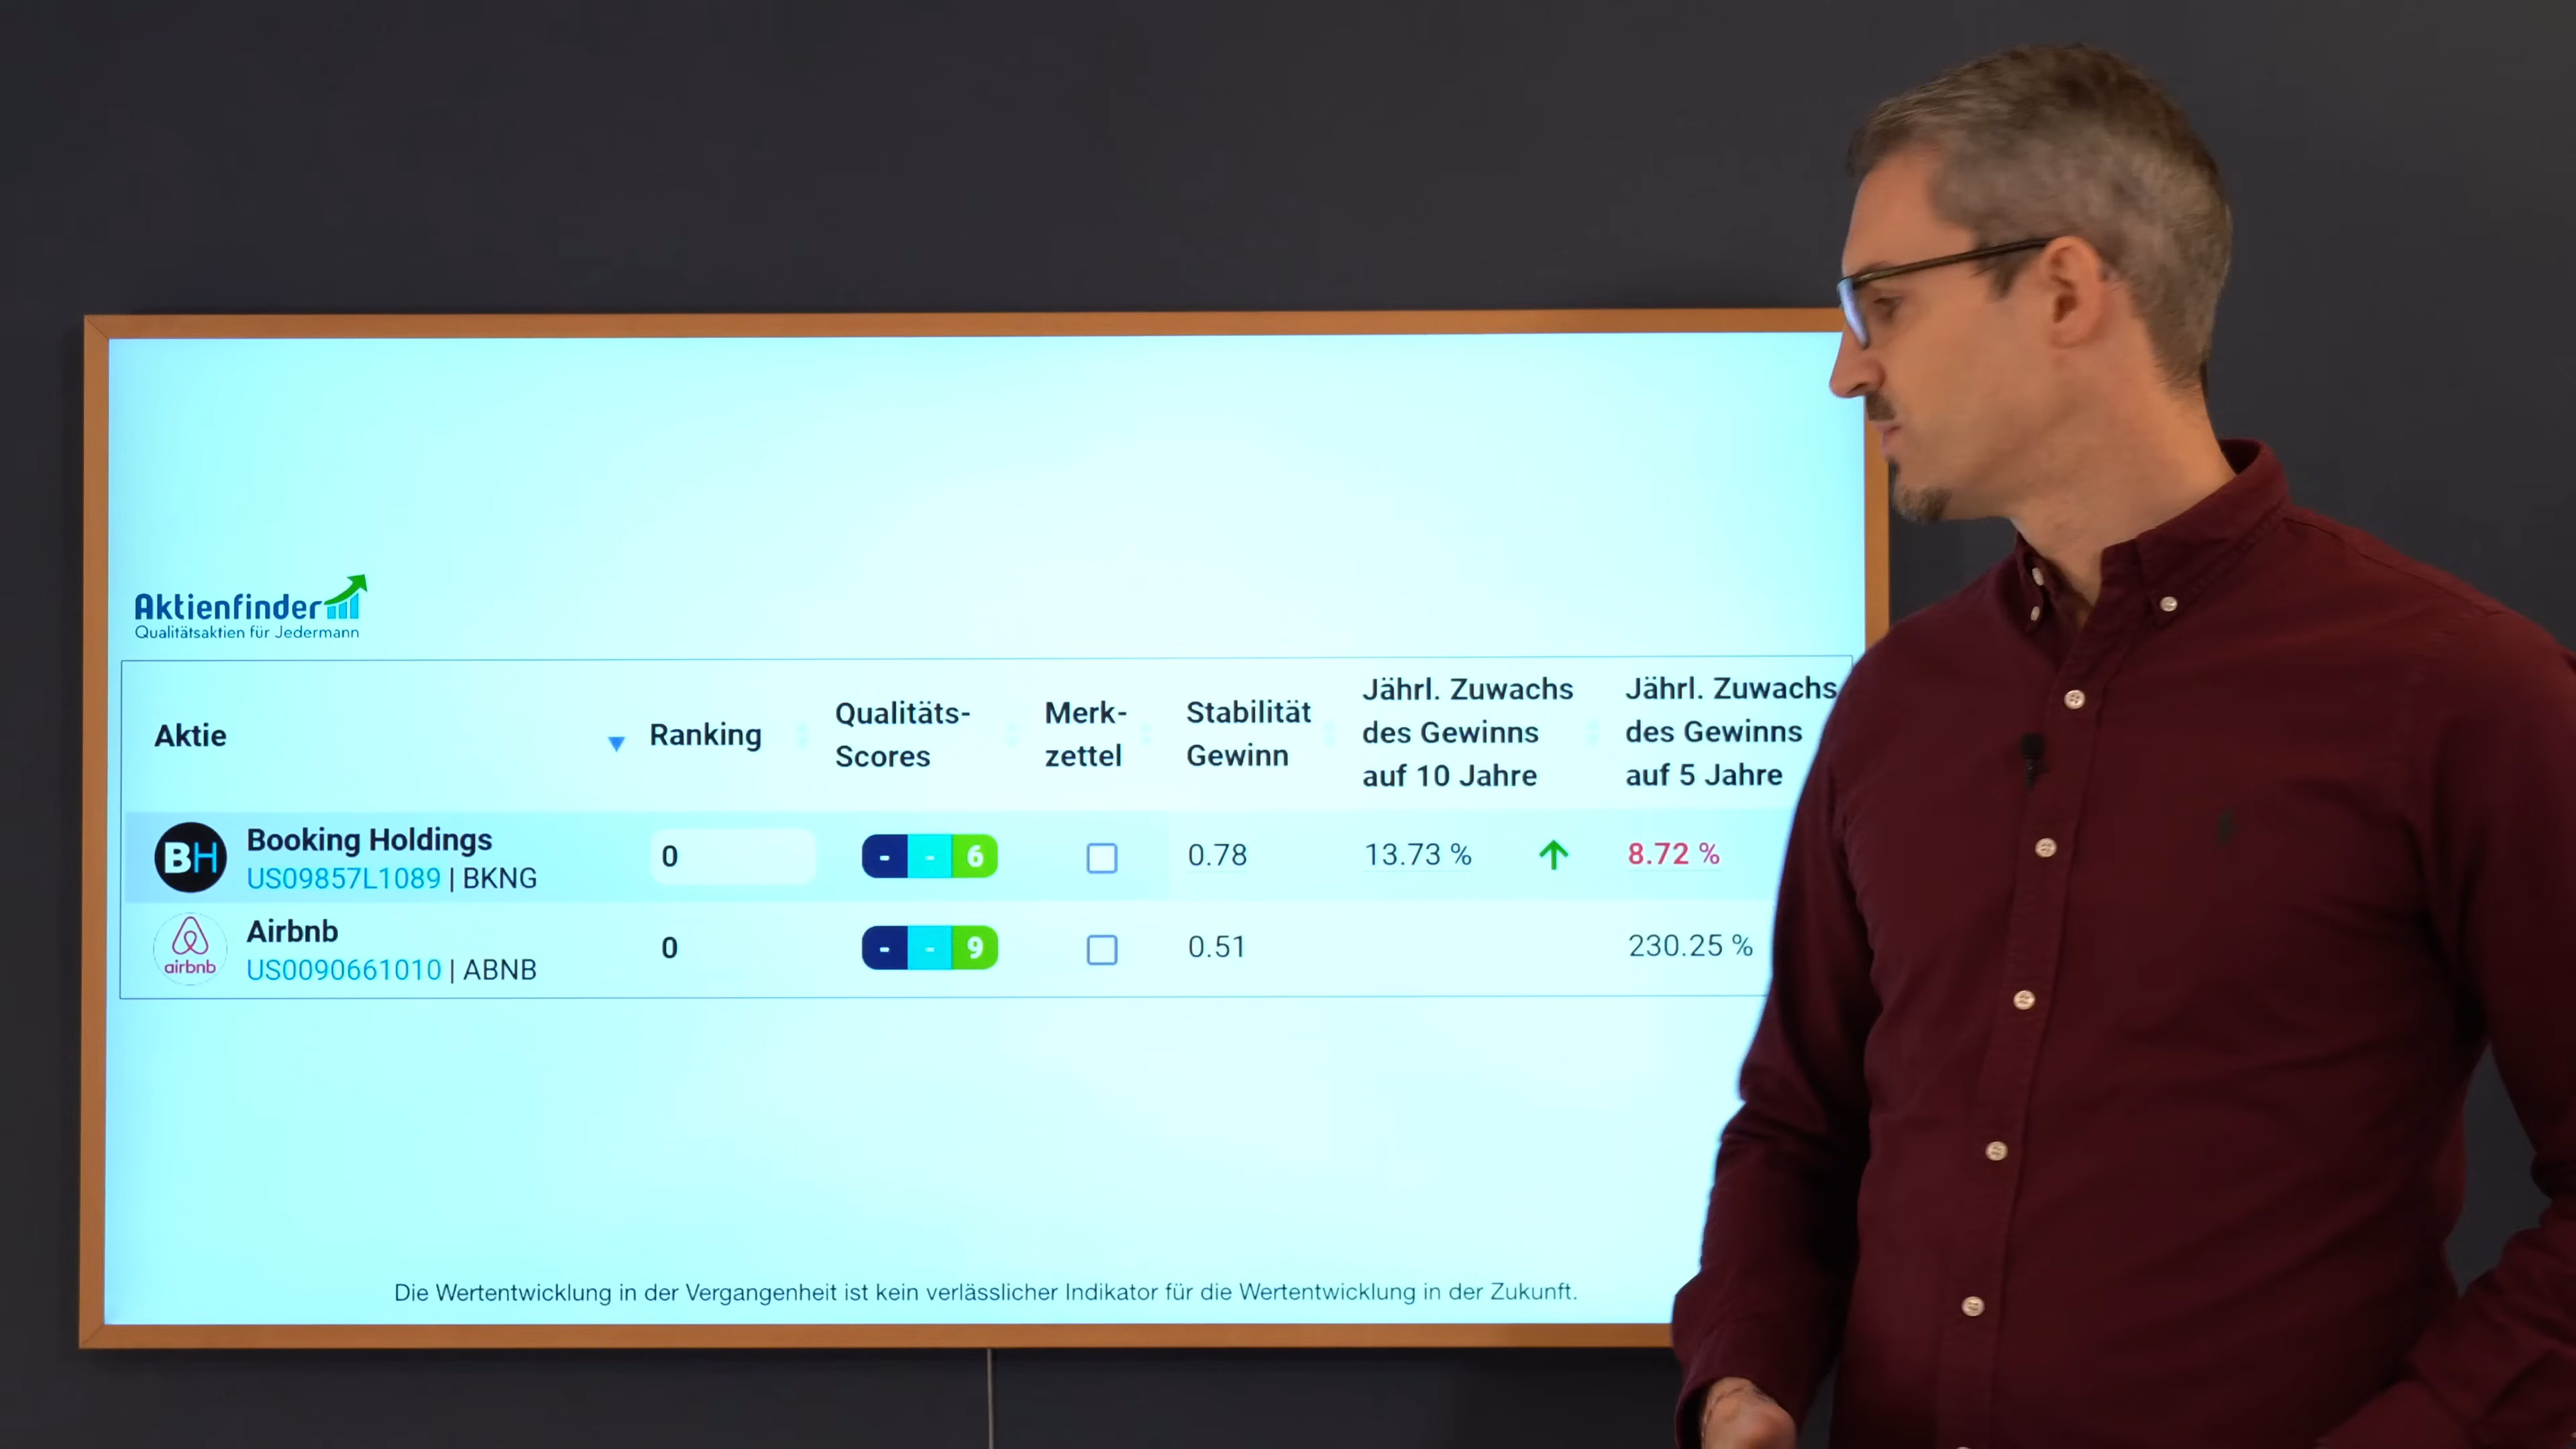 Aktienfinder
Qualitätsaktien für Jedermann
Aktie
Ranking
Qualitäts-
Scores
Merk-
zettel
Stabilität
Gewinn
Jährl. Zuwachs
des Gewinns
auf 10 Jahre
Jährl. Zuwachs
des Gewinns
auf 5 Jahre
BH
Booking Holdings
US09857L1089 | BKNG
0
- - 6
0.78
13.73 %
8.72 %
airbnb
Airbnb
US0090661010 | ABNB
0
- - 9
0.51
230.25 %
Die Wertentwicklung in der Vergangenheit ist kein verlässlicher Indikator für die Wertentwicklung in der Zukunft.